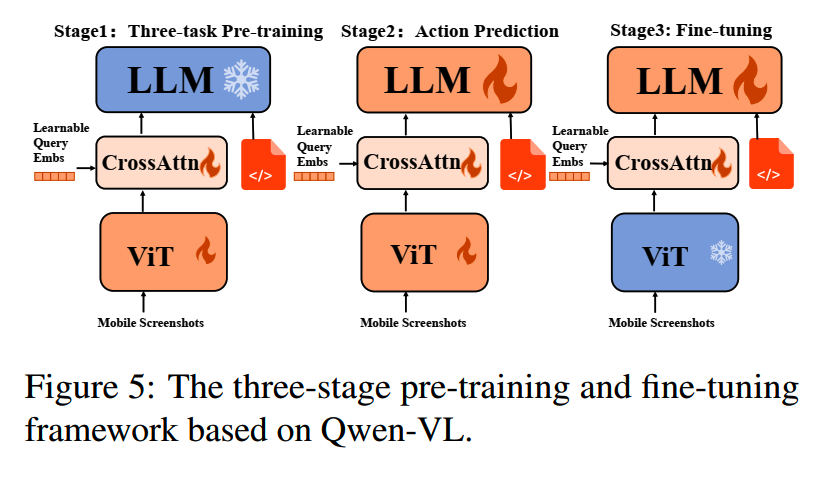 Stage1：Three-task Pre-training
LLM
Learnable
Query
Embs
CrossAttn
</>
ViT
Mobile Screenshots
Stage2：Action Prediction
LLM
Learnable
Query
Embs
CrossAttn
</>
ViT
Mobile Screenshots
Stage3: Fine-tuning
LLM
Learnable
Query
Embs
CrossAttn
</>
ViT
Mobile Screenshots
Figure 5: The three-stage pre-training and fine-tuning
framework based on Qwen-VL.